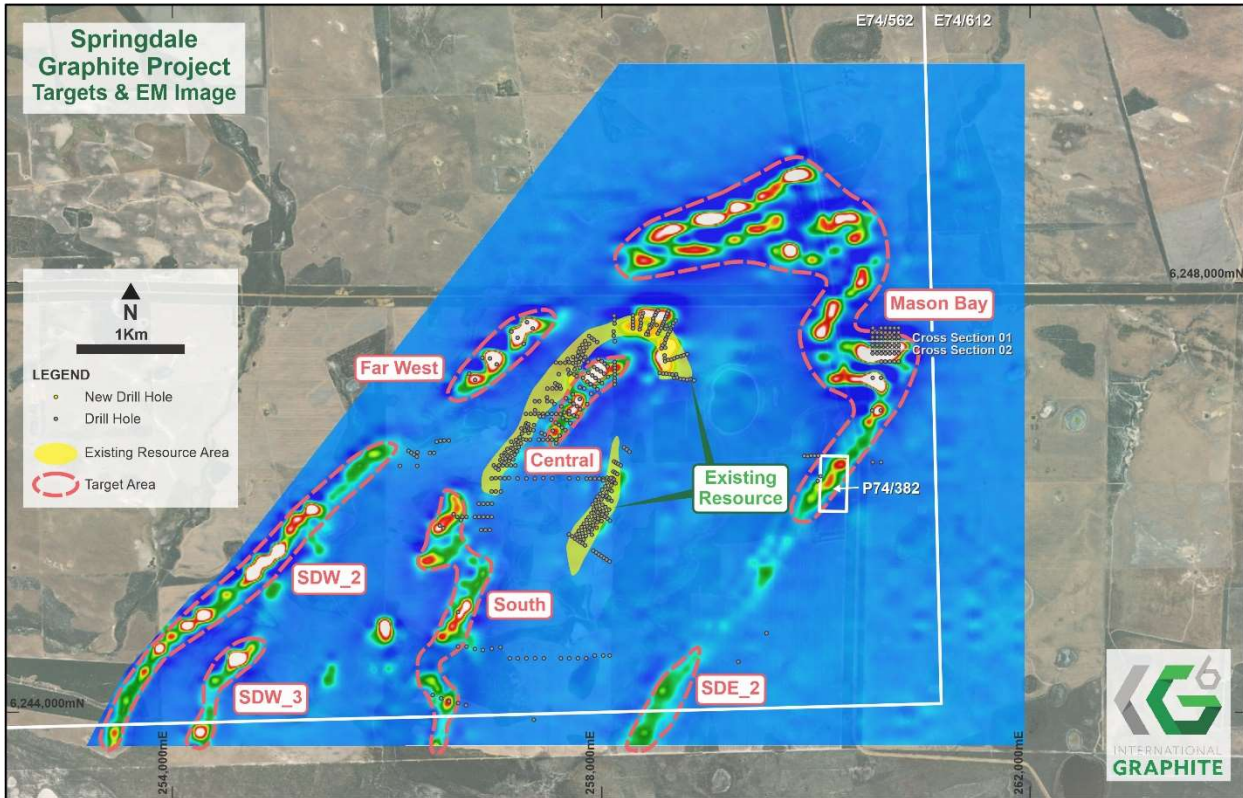 Springdale
Graphite Project
Targets & EM Image
E74/562
E74/612
6,248,000mN
N
1Km
LEGEND
New Drill Hole
Drill Hole
Existing Resource Area
Target Area
Mason Bay
Cross Section 01
Cross Section 02
Far West
Central
Existing
Resource
P74/382
SDW_2
South
SDW_3
SDE_2
6,244,000mN
254,000mE
258,000mE
262,000mE
G6
INTERNATIONAL
GRAPHITE